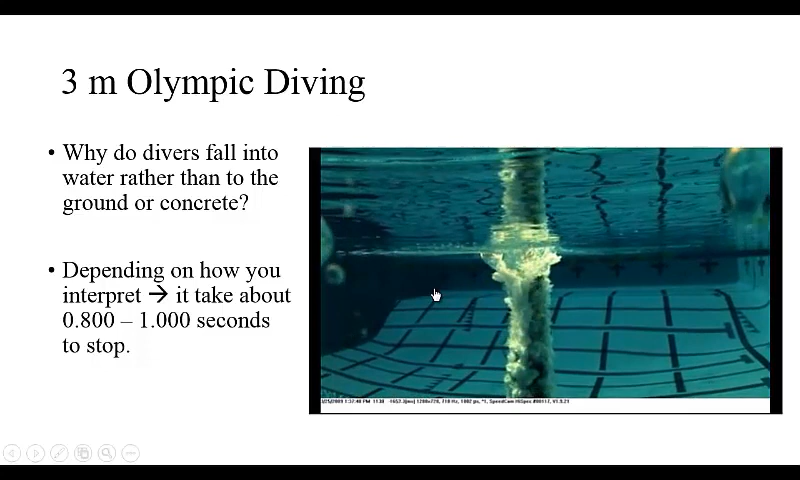 3 m Olympic Diving
• Why do divers fall into
water rather than to the
ground or concrete?
• Depending on how you
interpret → it take about
0.800 – 1.000 seconds
to stop.